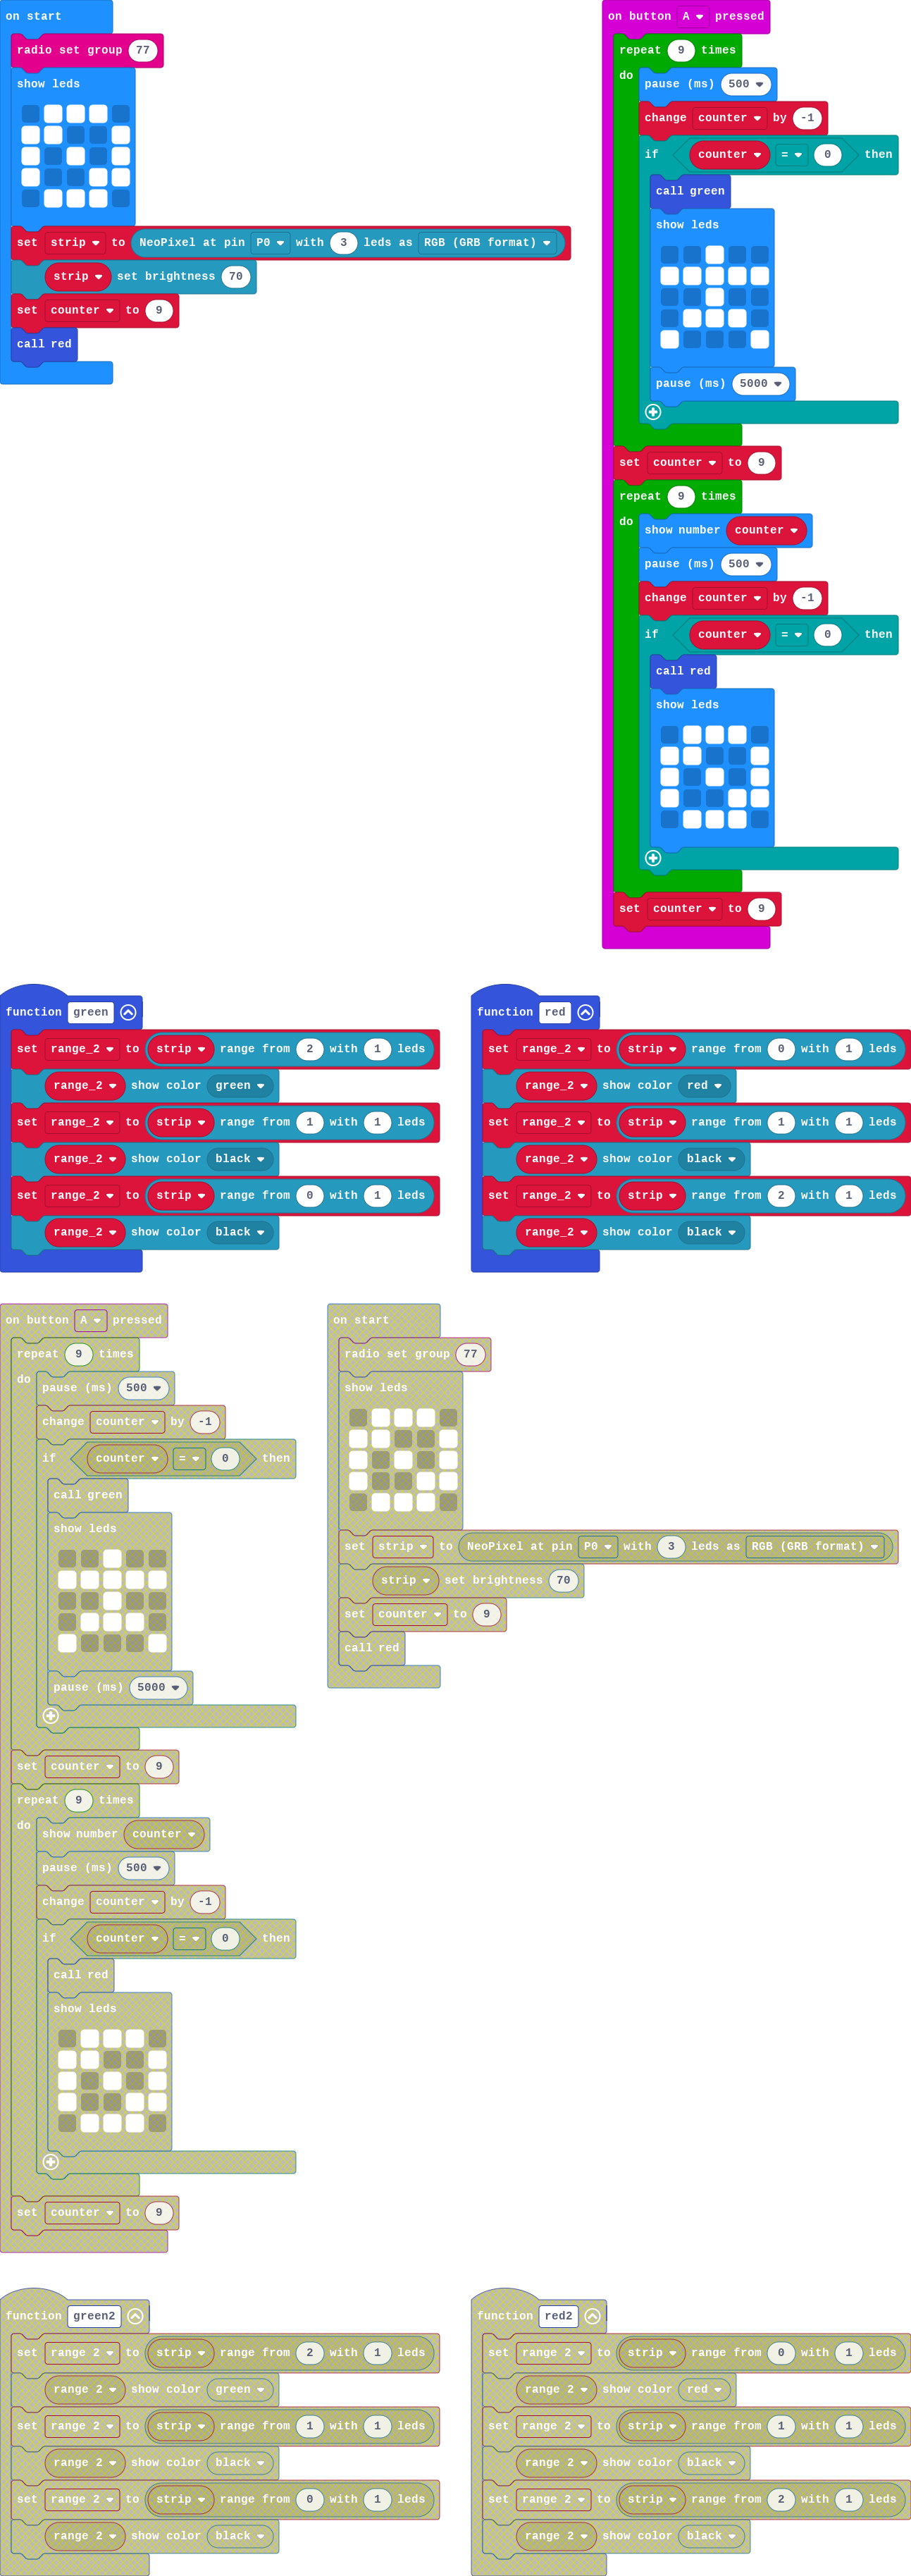 on start
radio set group 77
show leds
set strip to NeoPixel at pin P0 with 3 leds as RGB (GRB format)
strip set brightness 70
set counter to 9
call red
on button A pressed
repeat 9 times
do
pause (ms) 500
change counter by -1
if counter = 0 then
call green
show leds
pause (ms) 5000
set counter to 9
repeat 9 times
do
show number counter
pause (ms) 500
change counter by -1
if counter = 0 then
call red
show leds
set counter to 9
function green
set range_2 to strip range from 2 with 1 leds
range_2 show color green
set range_2 to strip range from 1 with 1 leds
range_2 show color black
set range_2 to strip range from 0 with 1 leds
range_2 show color black
function red
set range_2 to strip range from 0 with 1 leds
range_2 show color red
set range_2 to strip range from 1 with 1 leds
range_2 show color black
set range_2 to strip range from 2 with 1 leds
range_2 show color black
on button A pressed
repeat 9 times
do
pause (ms) 500
change counter by -1
if counter = 0 then
call green
show leds
pause (ms) 5000
set counter to 9
repeat 9 times
do
show number counter
pause (ms) 500
change counter by -1
if counter = 0 then
call red
show leds
set counter to 9
on start
radio set group 77
show leds
set strip to NeoPixel at pin P0 with 3 leds as RGB (GRB format)
strip set brightness 70
set counter to 9
call red
function green2
set range 2 to strip range from 2 with 1 leds
range 2 show color green
set range 2 to strip range from 1 with 1 leds
range 2 show color black
set range 2 to strip range from 0 with 1 leds
range 2 show color black
function red2
set range 2 to strip range from 0 with 1 leds
range 2 show color red
set range 2 to strip range from 1 with 1 leds
range 2 show color black
set range 2 to strip range from 2 with 1 leds
range 2 show color black